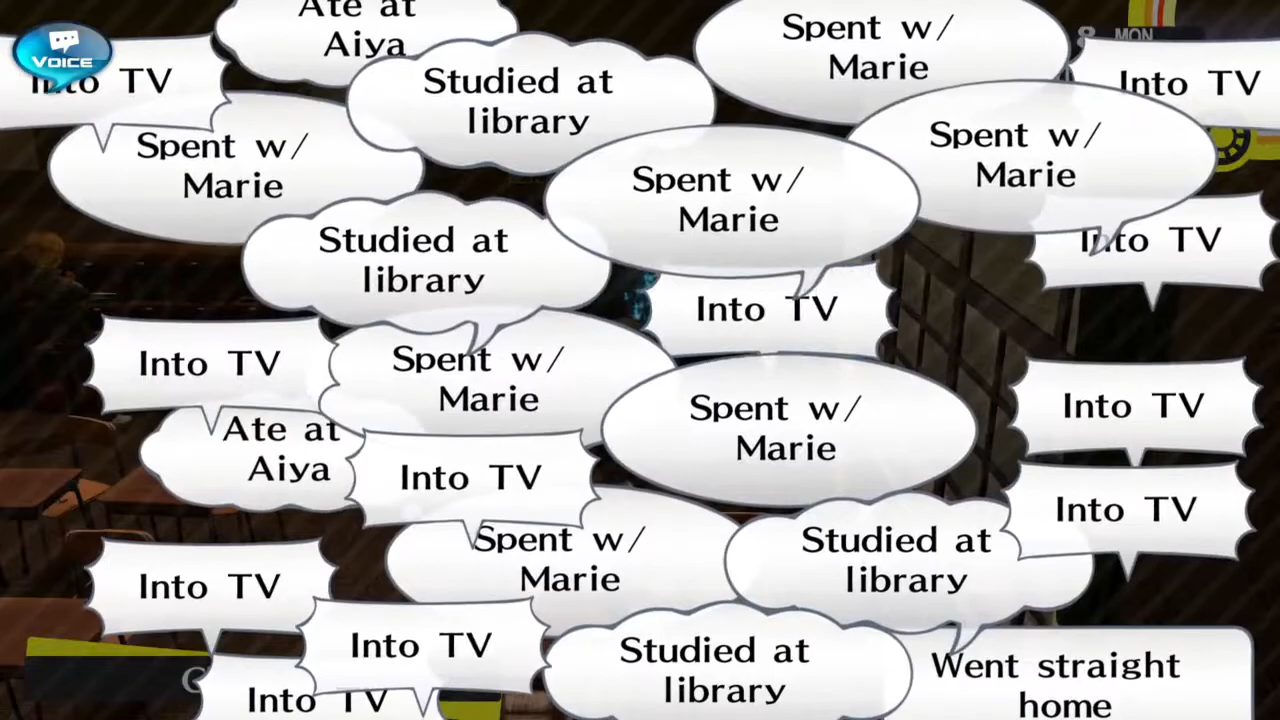 Ate at
Aiya
VOICE
Into TV
Studied at
library
Spent w/
Marie
8 MON
Into TV
Spent w/
Marie
Spent w/
Marie
Spent w/
Marie
Studied at
library
Into TV
Into TV
Into TV
Spent w/
Marie
Spent w/
Marie
Into TV
Ate at
Aiya
Into TV
Into TV
Spent w/
Marie
Studied at
library
Into TV
Into TV
Studied at
library
Went straight
home
Into TV